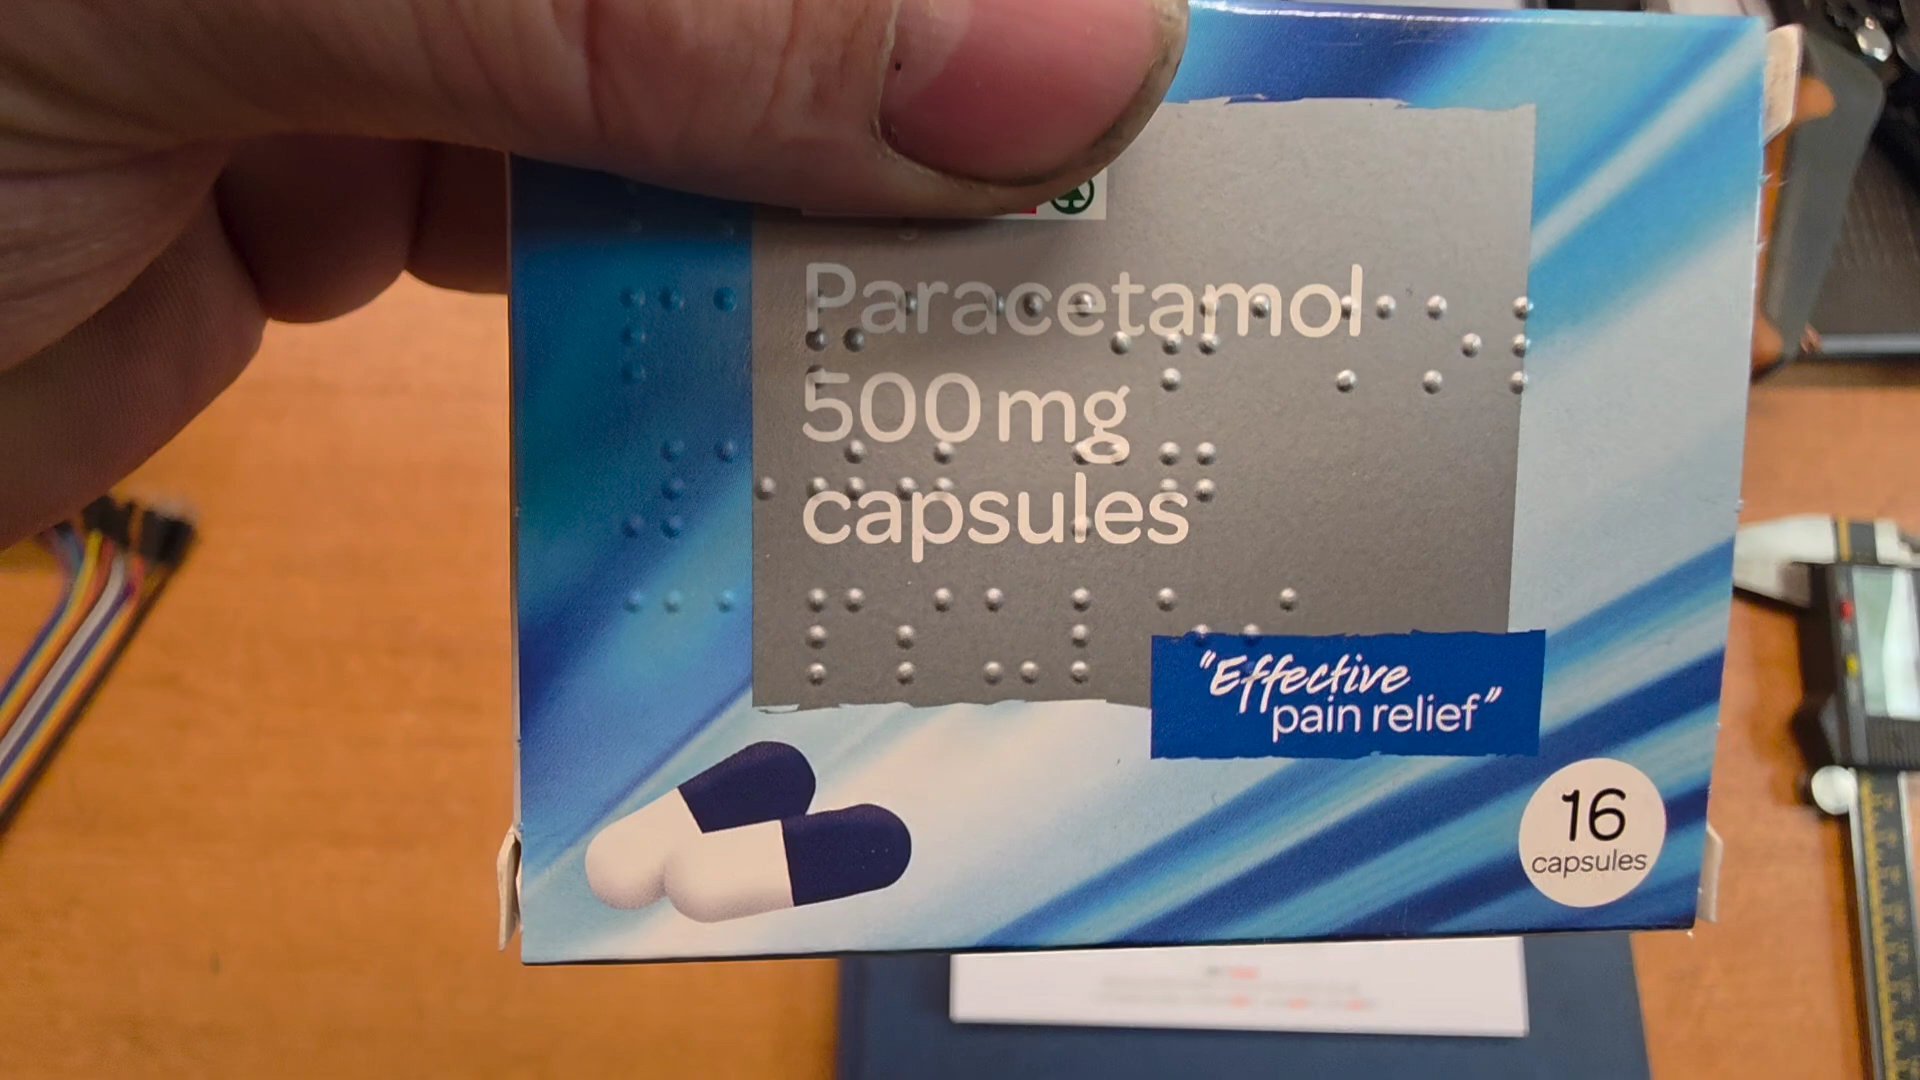 Paracetamol
500mg
capsules
"Effective
pain relief"
16
capsules